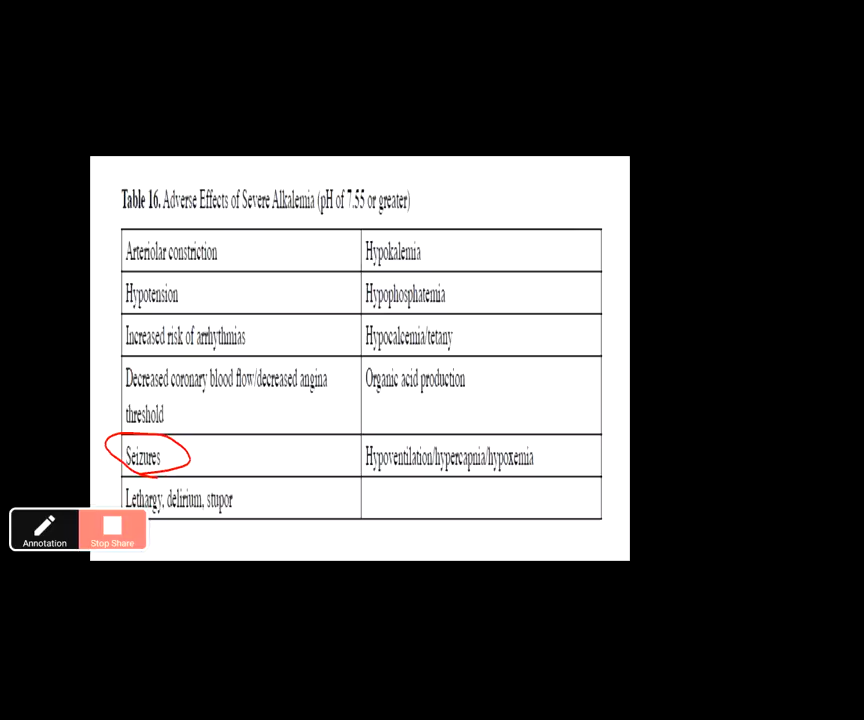 Table 16. Adverse Effects of Severe Alkalemia (pH of 7.55 or greater)
Arteriolar constriction Hypokalemia
Hypotension Hypophosphatemia
Increased risk of arrhythmias Hypocalcemia/tetany
Decreased coronary blood flow/decreased angina Organic acid production
threshold
Seizures Hypoventilation/hypercapnia/hypoxemia
Lethargy, delirium, stupor
Annotation Stop Share